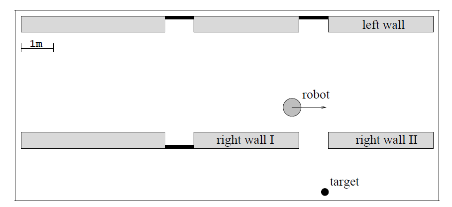 left wall
1m
robot
right wall I
right wall II
target